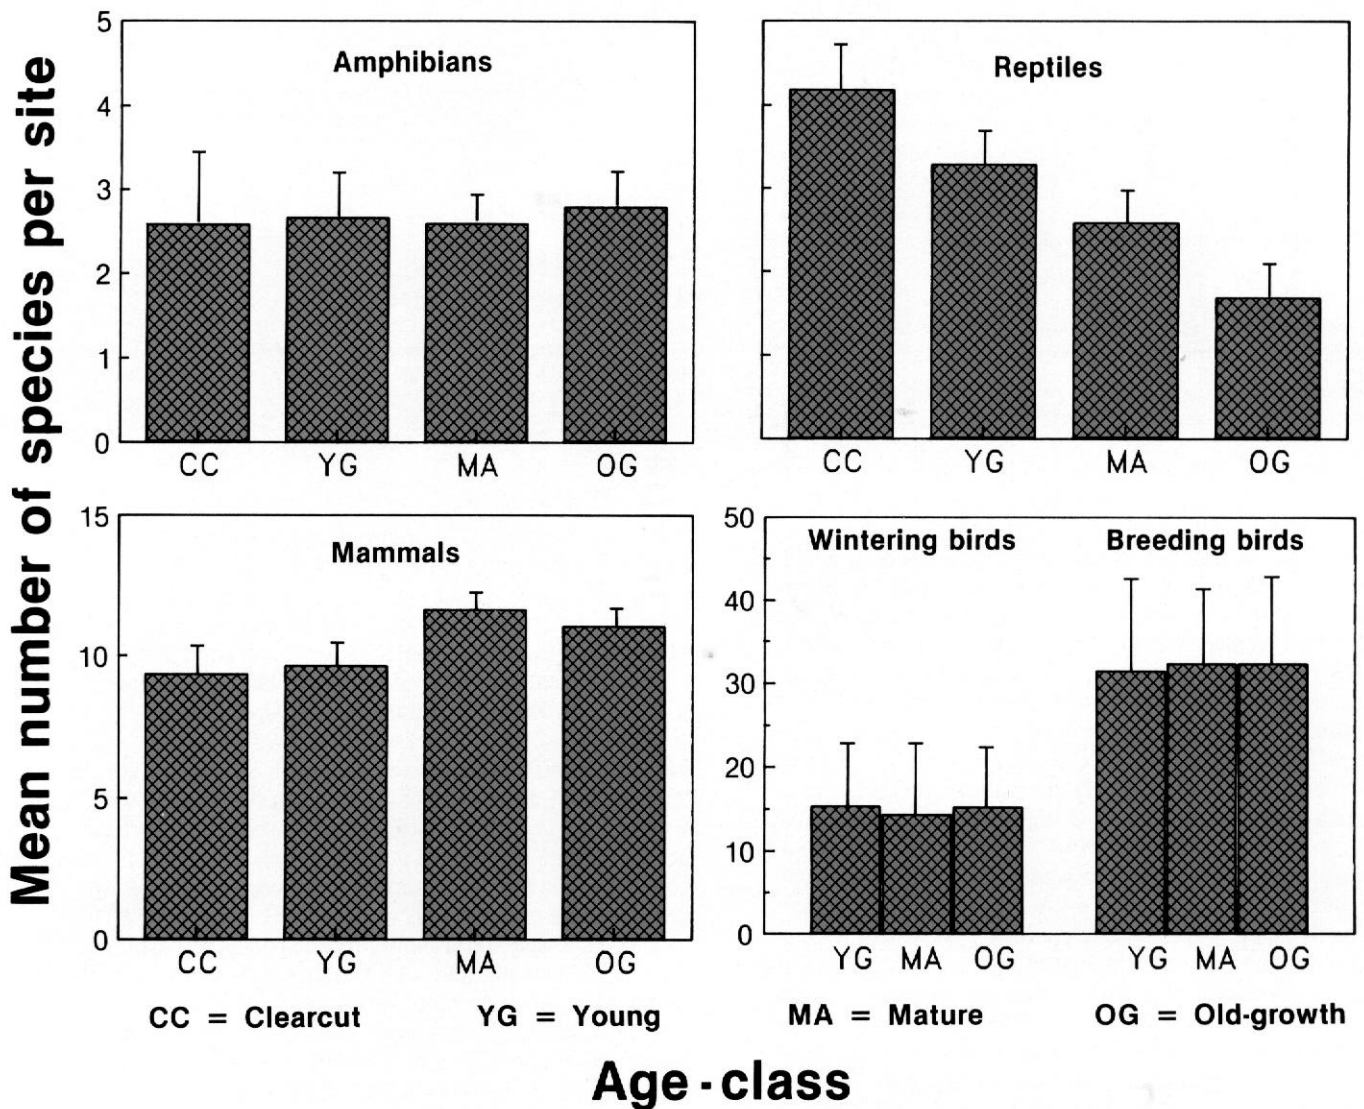 Mean number of species per site
5
4
3
2
1
0
Amphibians
CC YG MA OG
Reptiles
CC YG MA OG
15
10
5
0
Mammals
CC YG MA OG
50
40
30
20
10
0
Wintering birds Breeding birds
YG MA OG YG MA OG
CC = Clearcut YG = Young MA = Mature OG = Old-growth
Age-class